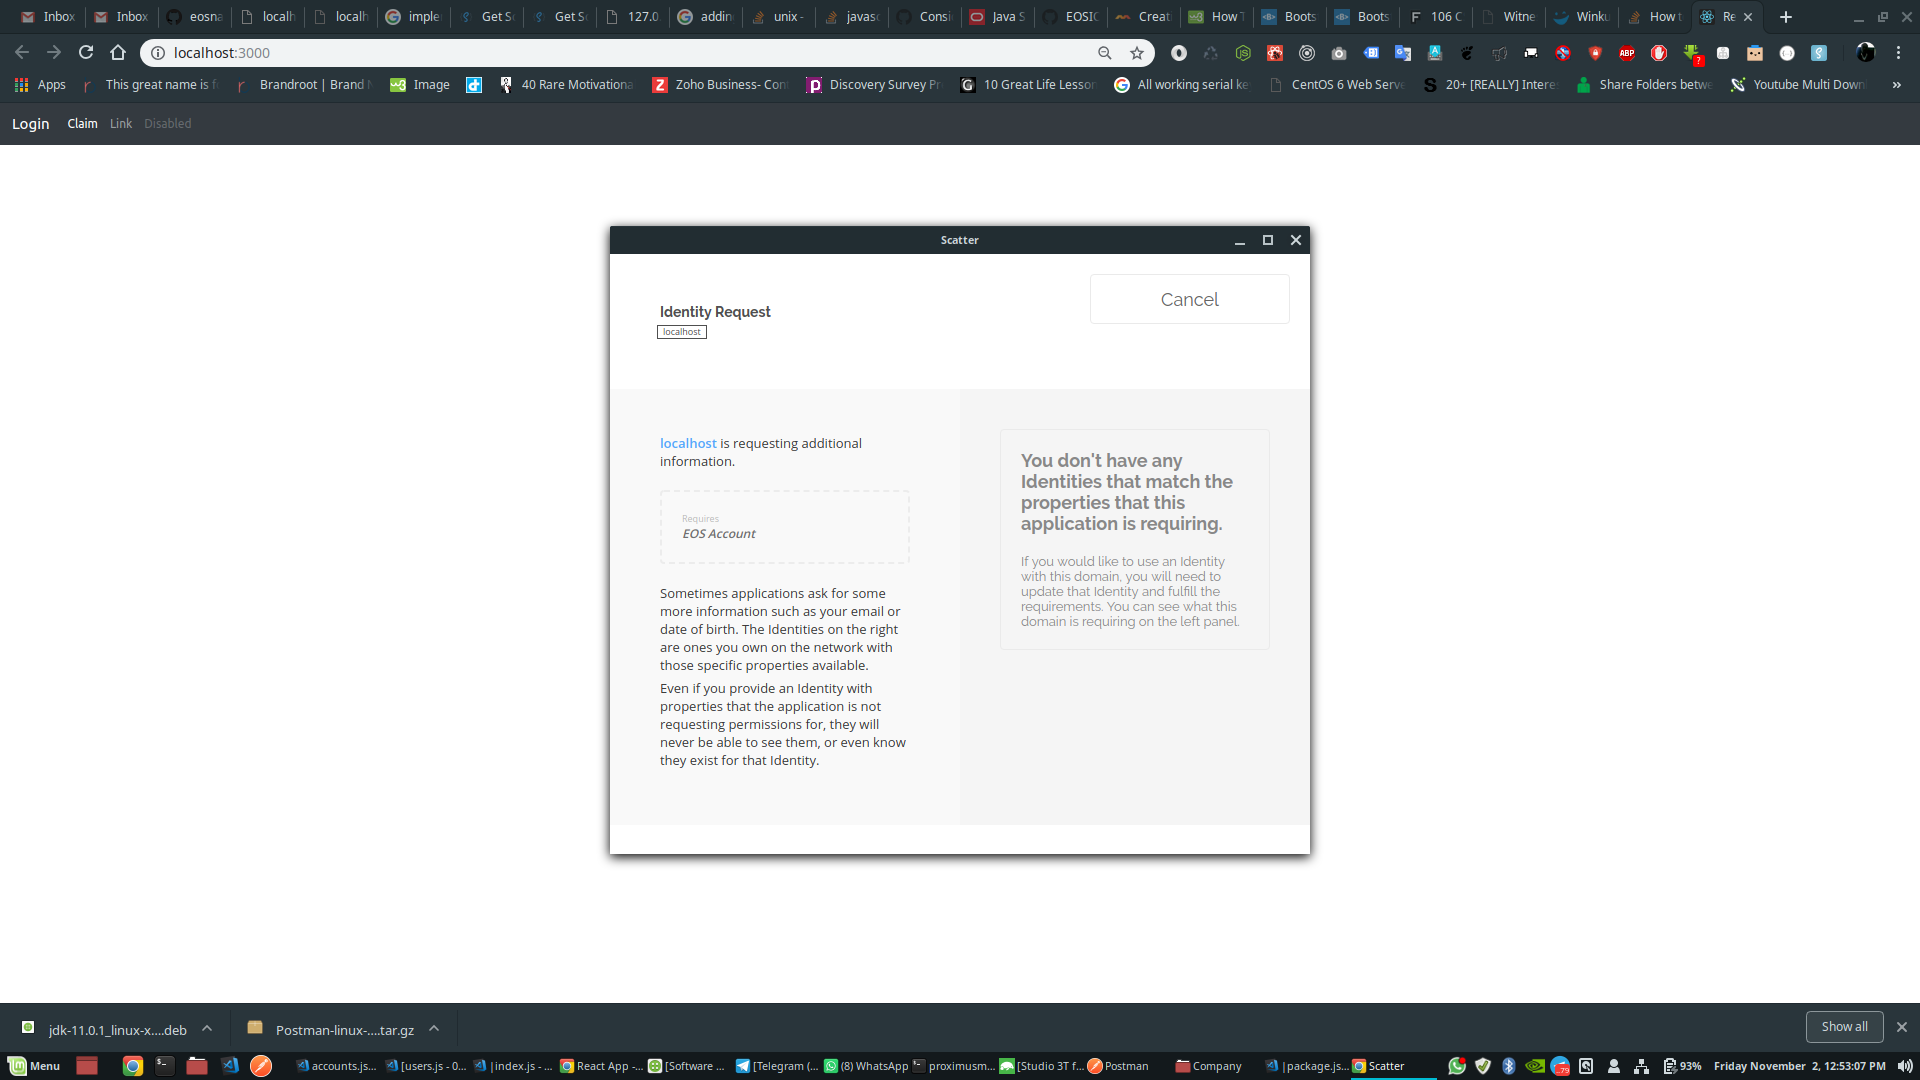 Inbox
Inbox
eosna
localh
localh
imple
Get Sc
Get Sc
127.0.
addin
unix -
javasc
Consi
Java S
EOSIC
Creat
How T
Boots
Boots
106 C
Witne
Winku
How t
Re
localhost:3000
Apps
This great name is f
Brandroot | Brand N
Image
40 Rare Motivationa
Zoho Business- Cont
Discovery Survey Pr
10 Great Life Lesson
All working serial ke
CentOS 6 Web Serve
20+ [REALLY] Intere
Share Folders betwe
Youtube Multi Down
»
Login
Claim
Link
Disabled
Scatter
Cancel
Identity Request
localhost
localhost is requesting additional
information.
Requires
EOS Account
Sometimes applications ask for some
more information such as your email or
date of birth. The Identities on the right
are ones you own on the network with
those specific properties available.
Even if you provide an Identity with
properties that the application is not
requesting permissions for, they will
never be able to see them, or even know
they exist for that Identity.
You don't have any
Identities that match the
properties that this
application is requiring.
If you would like to use an Identity
with this domain, you will need to
update that Identity and fulfill the
requirements. You can see what this
domain is requiring on the left panel.
jdk-11.0.1_linux-x....deb
Postman-linux-....tar.gz
Show all
Menu
accounts.js...
[users.js - 0...
|index.js - ...
React App -...
[Software ...
[Telegram (...
(8) WhatsApp
proximusm...
[Studio 3T f...
Postman
Company
|package.js...
Scatter
79
93%
Friday November 2, 12:53:07 PM